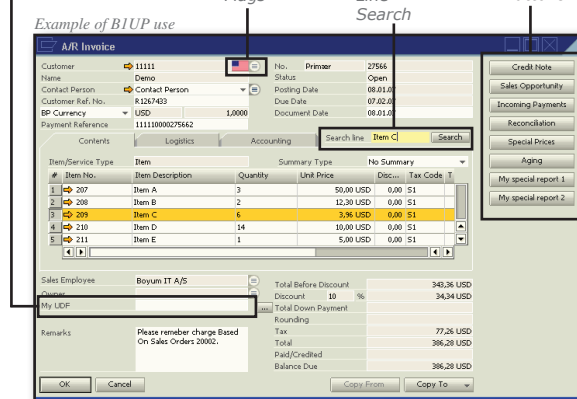 Search
Example of B1UP use
A/R Invoice
Customer 11111 No. Primær 27566
Name Demo Status Open
Contact Person Contact Person Posting Date 08.01.07
Customer Ref. No. R1267433 Due Date 07.02.07
BP Currency USD 1,0000 Document Date 08.01.07
Payment Reference 111110000275662
Contents Logistics Accounting Search line Item C Search
Item/Service Type Item Summary Type No Summary
# Item No. Item Description Quantity Unit Price Disc... Tax Code T
1 207 Item A 3 50,00 USD 0,00 S1
2 208 Item B 2 12,30 USD 0,00 S1
3 209 Item C 6 3,96 USD 0,00 S1
4 210 Item D 14 10,00 USD 0,00 S1
5 211 Item E 1 5,00 USD 0,00 S1
Sales Employee Boyum IT A/S
Owner
My UDF ...
Remarks Please remeber charge Based
On Sales Orders 20002.
Total Before Discount 343,36 USD
Discount 10 % 34,34 USD
Total Down Payment
Rounding
Tax 77,26 USD
Total 386,28 USD
Paid/Credited
Balance Due 386,28 USD
OK Cancel Copy From Copy To
Credit Note
Sales Opportunity
Incoming Payments
Reconciliation
Special Prices
Aging
My special report 1
My special report 2